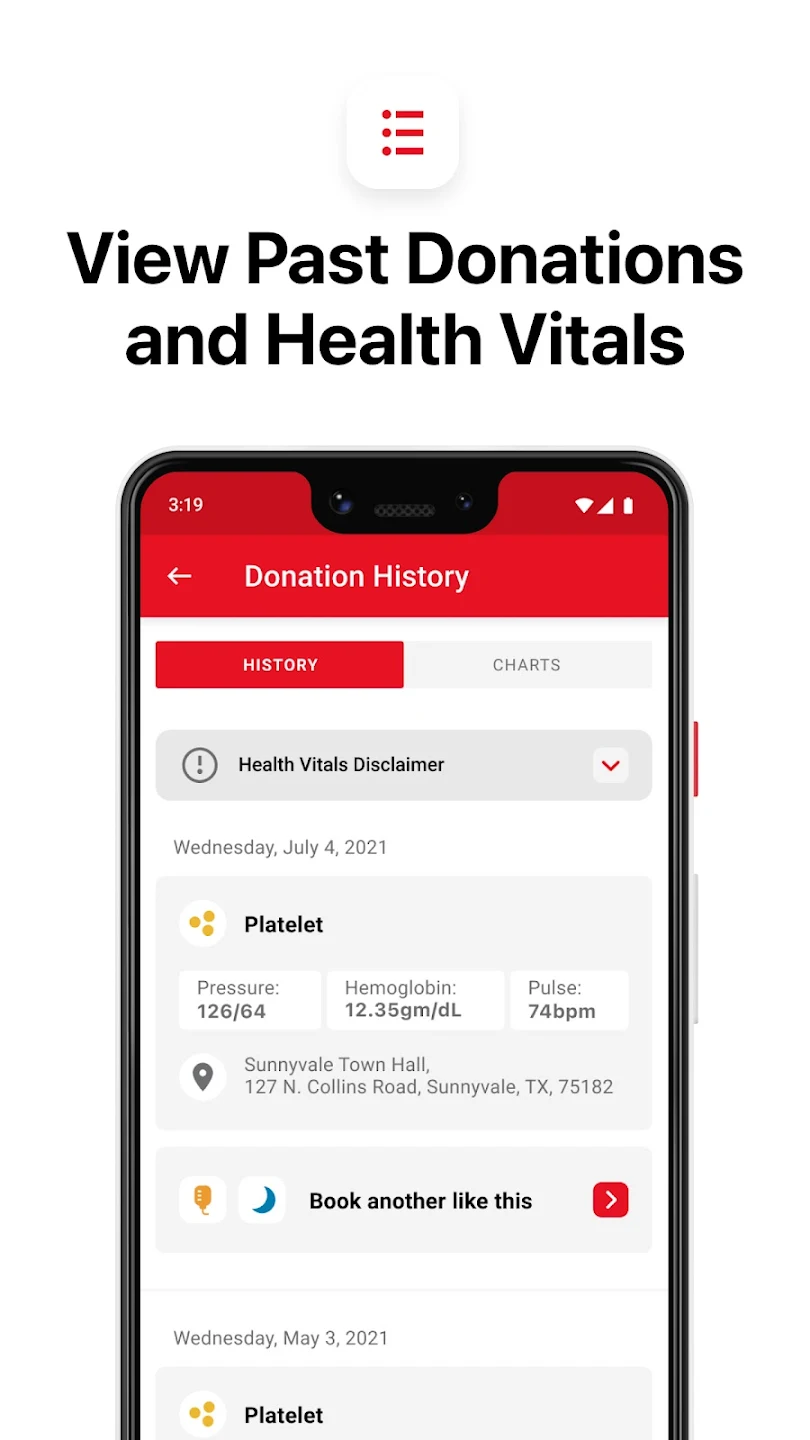 View Past Donations
and Health Vitals
3:19
Donation History
HISTORY
CHARTS
Health Vitals Disclaimer
Wednesday, July 4, 2021
Platelet
Pressure:
126/64
Hemoglobin:
12.35gm/dL
Pulse:
74bpm
Sunnyvale Town Hall,
127 N. Collins Road, Sunnyvale, TX, 75182
Book another like this
Wednesday, May 3, 2021
Platelet